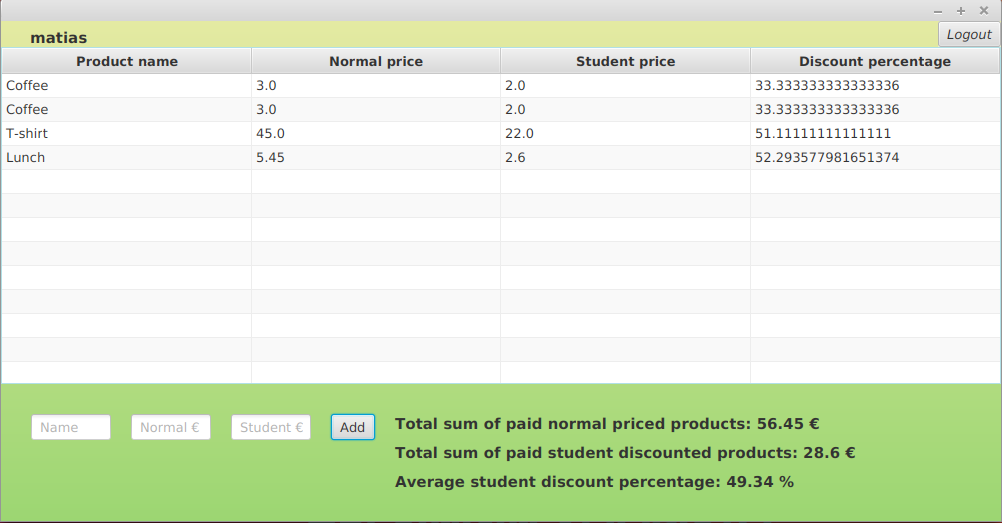 matias
Logout
Product name Normal price Student price Discount percentage
Coffee 3.0 2.0 33.333333333333336
Coffee 3.0 2.0 33.333333333333336
T-shirt 45.0 22.0 51.11111111111111
Lunch 5.45 2.6 52.293577981651374
Name Normal € Student € Add
Total sum of paid normal priced products: 56.45 €
Total sum of paid student discounted products: 28.6 €
Average student discount percentage: 49.34 %